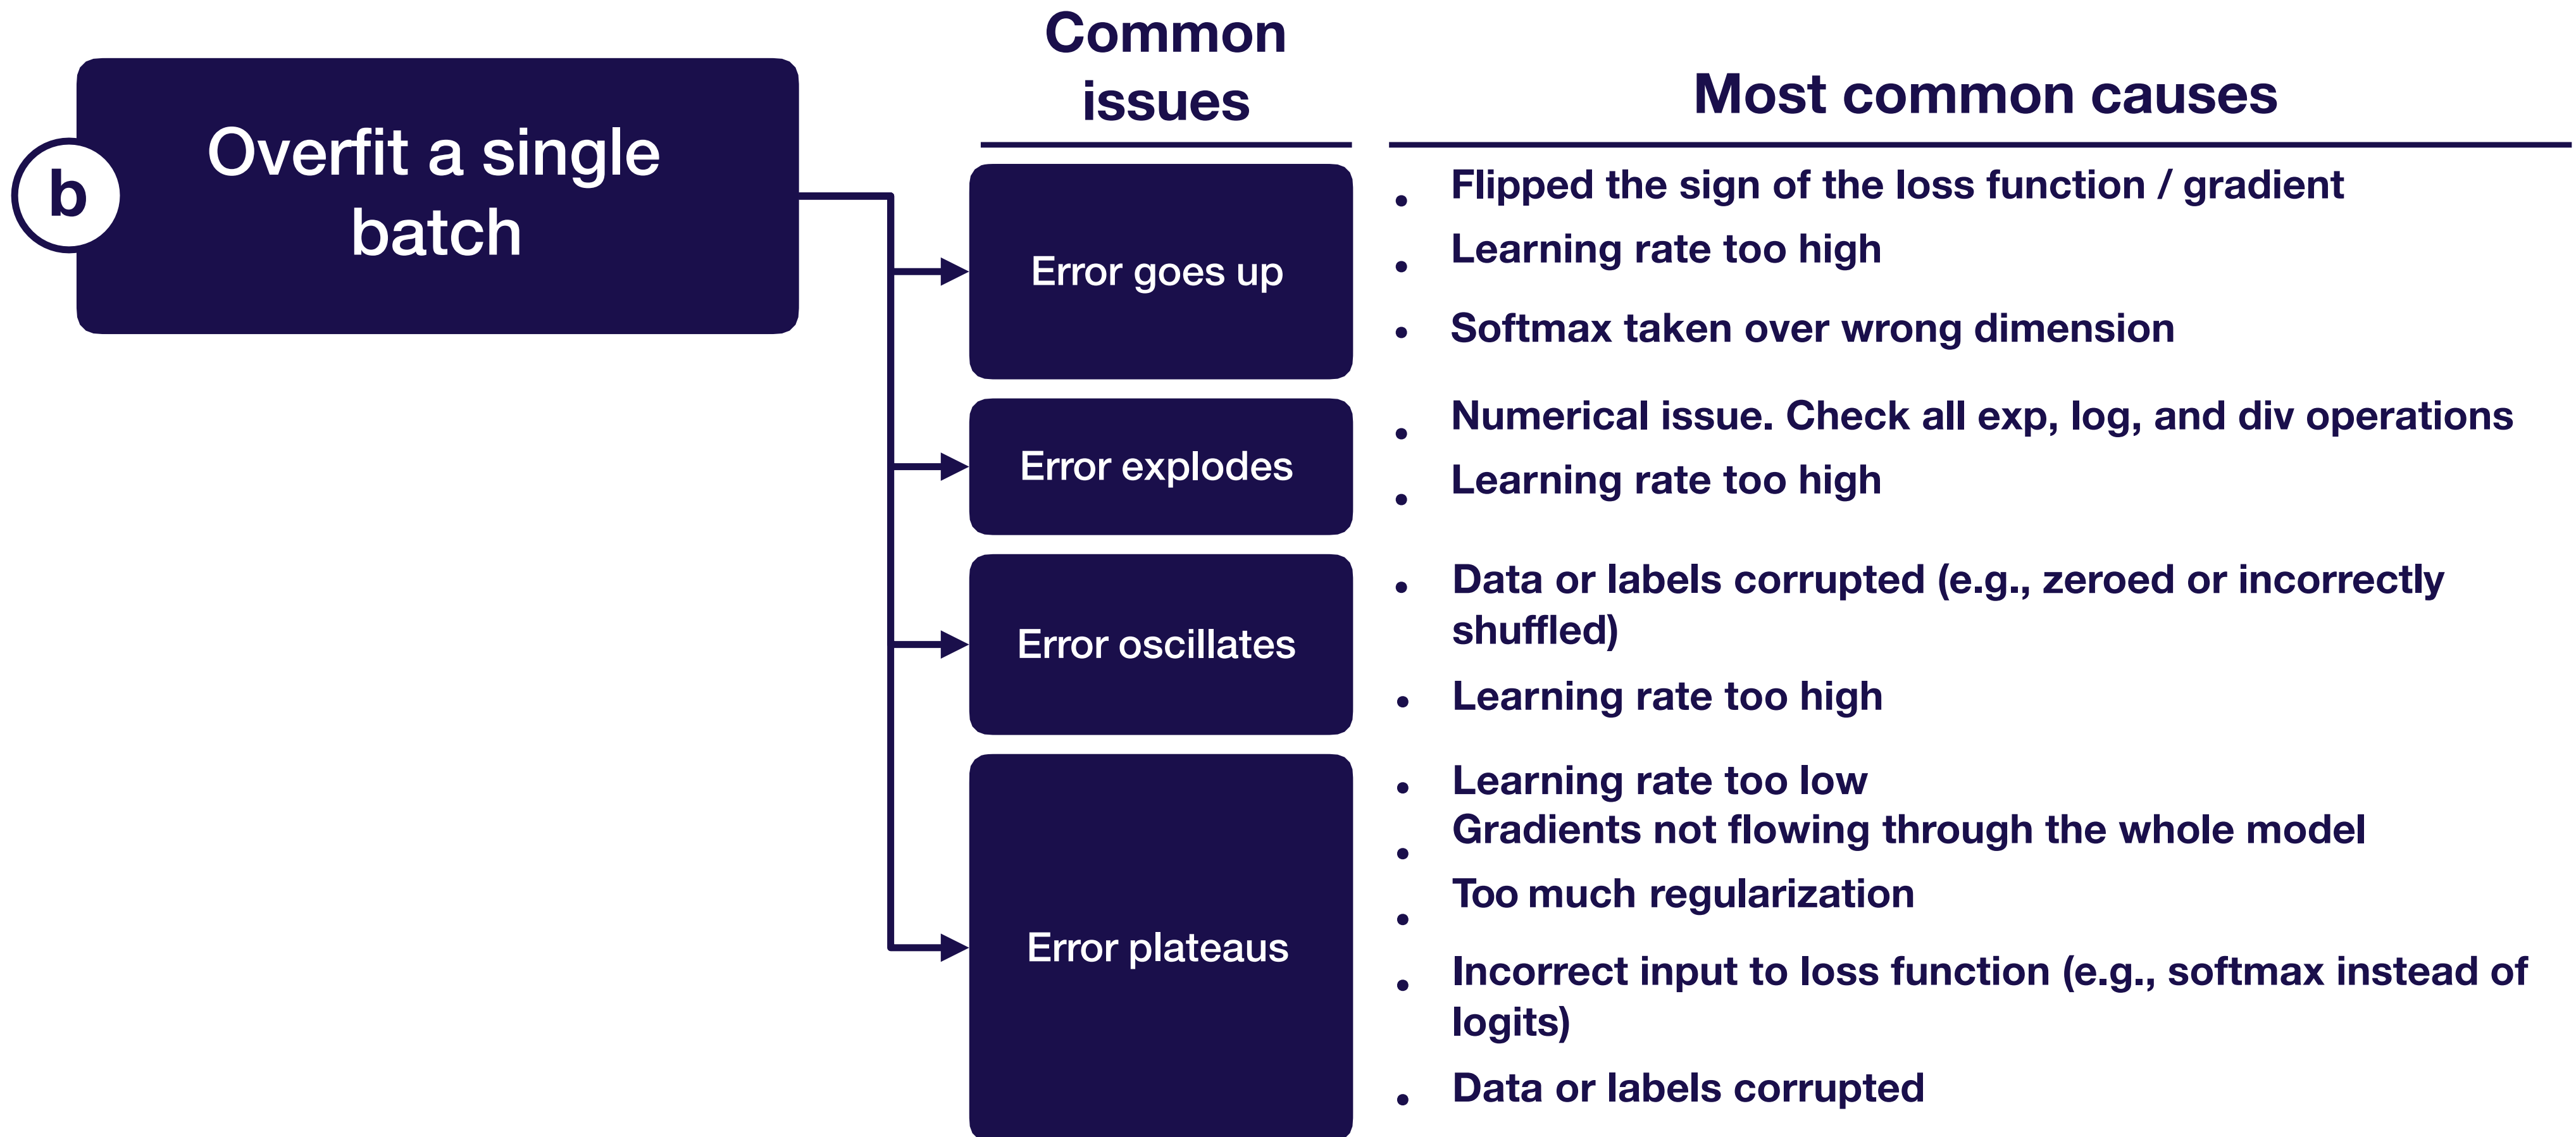 b
Overfit a single
batch
Common
issues
Most common causes
Error goes up
• Flipped the sign of the loss function / gradient
• Learning rate too high
• Softmax taken over wrong dimension
Error explodes
• Numerical issue. Check all exp, log, and div operations
• Learning rate too high
Error oscillates
• Data or labels corrupted (e.g., zeroed or incorrectly
shuffled)
• Learning rate too high
Error plateaus
• Learning rate too low
• Gradients not flowing through the whole model
• Too much regularization
• Incorrect input to loss function (e.g., softmax instead of
logits)
• Data or labels corrupted